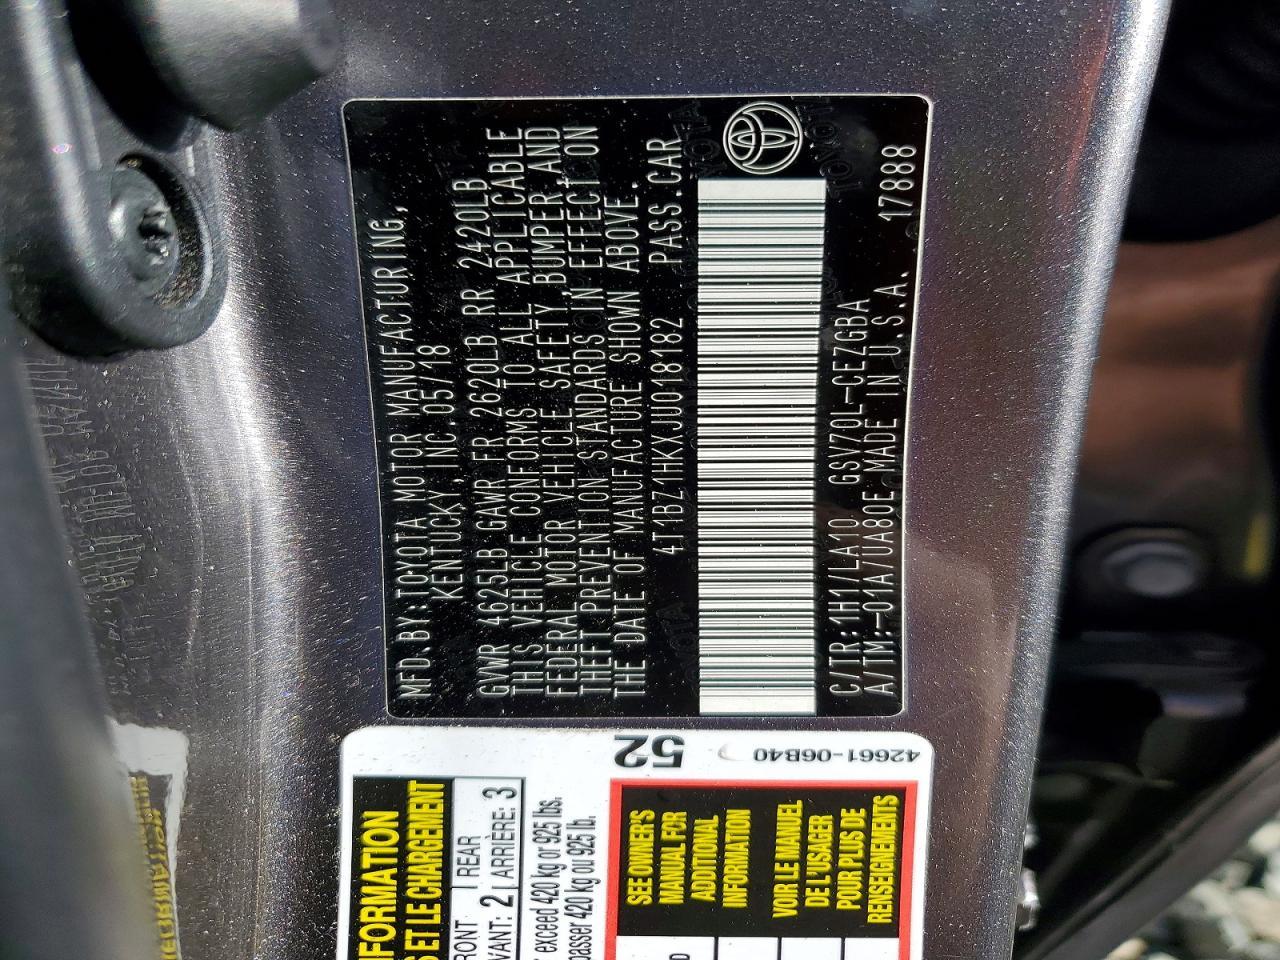 MFD.BY:TOYOTA MOTOR MANUFACTURING,
KENTUCKY,INC.05/18
GVWR 4625LB GAWR FR 2620LB RR 2420LB
THIS VEHICLE CONFORMS TO ALL APPLICABLE
FEDERAL MOTOR VEHICLE SAFETY,BUMPER,AND
THEFT PREVENTION STANDARDS IN EFFECT ON
THE DATE OF MANUFACTURE SHOWN ABOVE.
4T1BZ1HKXJU018182 PASS.CAR
C/TR:1H1/LA10 GSV70L-CEZGBA
A/TM:-01A/UA80E MADE IN U.S.A. 17888
FORMATION
S ET LE CHARGEMENT
RONT REAR
AVANT: 2 LARRIÈRE: 3
exceed 420 kg or 925 lbs.
passer 420 kg ou 925 lb.
52
42661-06B40
SEE OWNER'S
MANUAL FOR
ADDITIONAL
INFORMATION
VOIR LE MANUEL
DE L'USAGER
POUR PLUS DE
RENSEIGNEMENTS